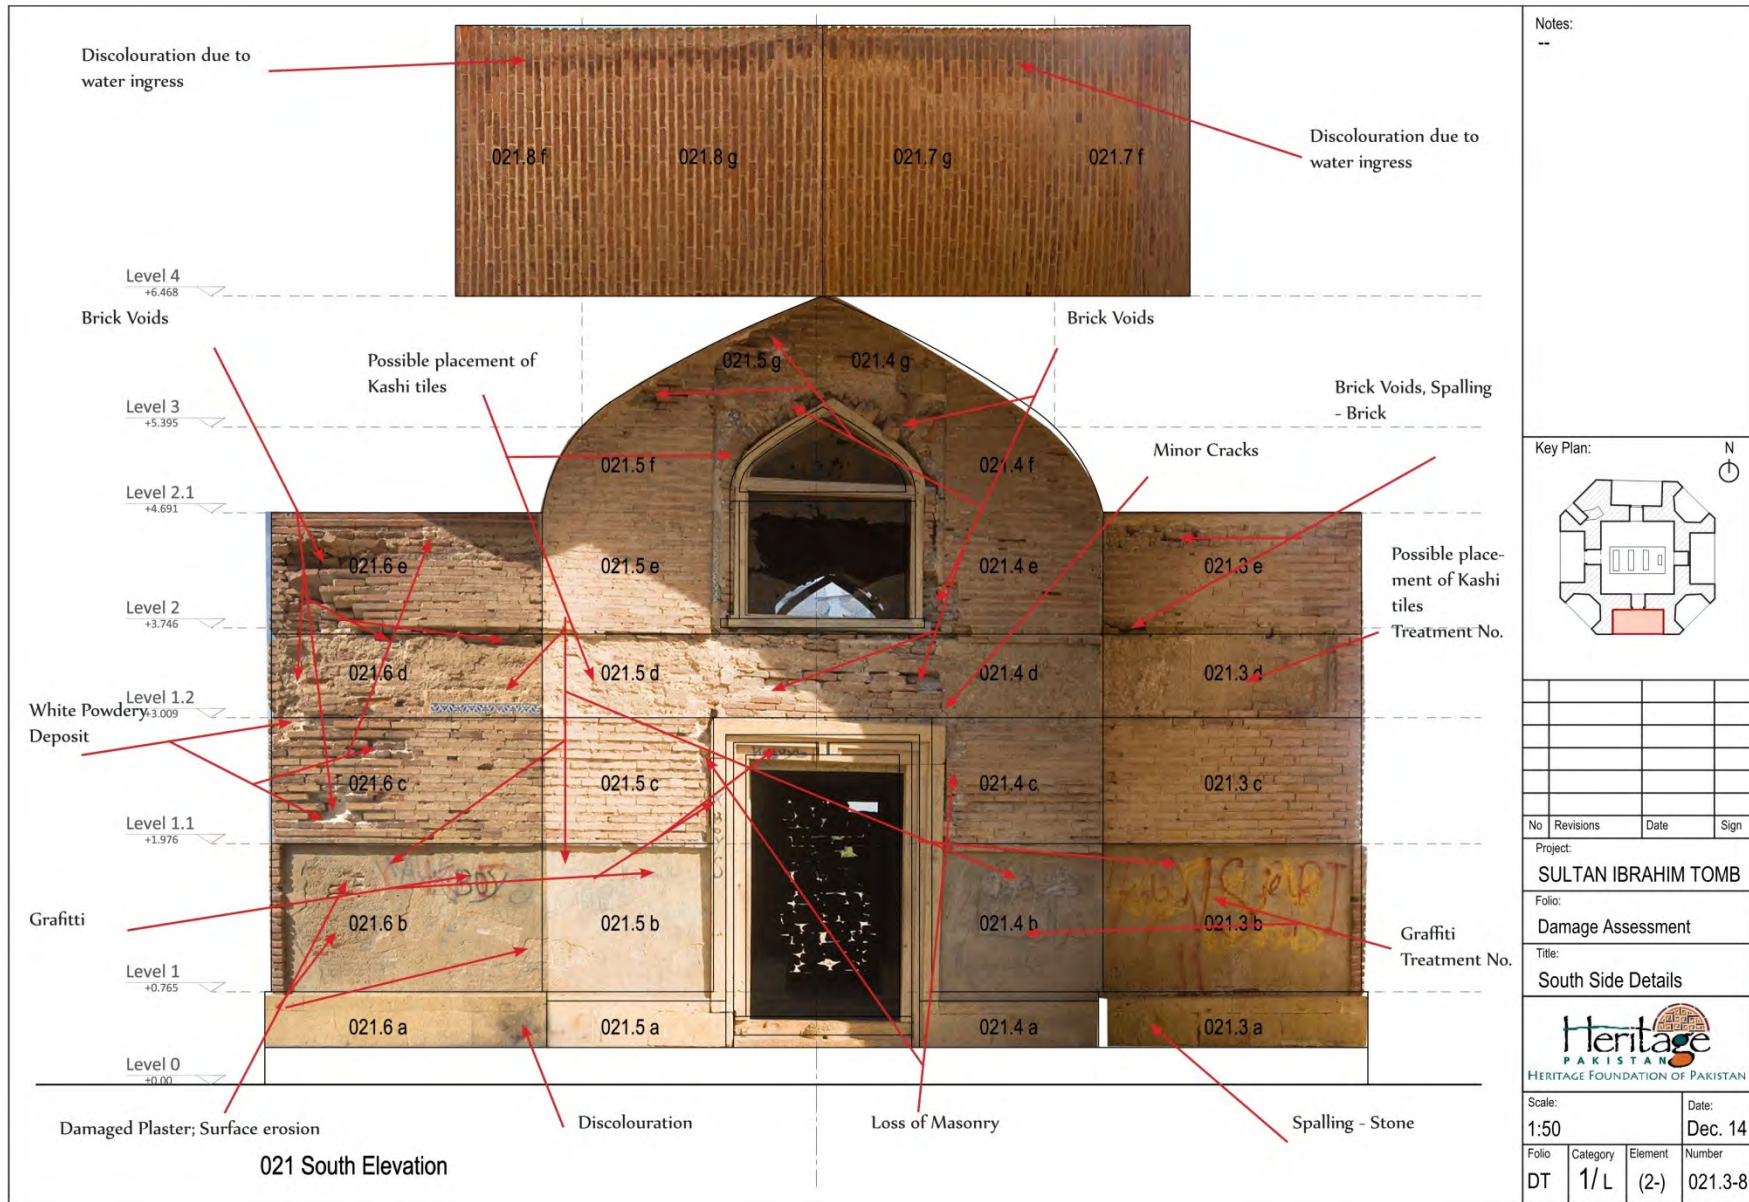 Discolouration due to
water ingress
Discolouration due to
water ingress
021.8 f
021.8 g
021.7 g
021.7 f
Level 4
+6.468
Brick Voids
Possible placement of
Kashi tiles
021.5 g
021.4 g
Brick Voids
Brick Voids, Spalling
- Brick
Level 3
+5.395
Minor Cracks
021.5 f
021.4 f
Level 2.1
+4.691
021.6 e
021.5 e
021.4 e
021.3 e
Possible place-
ment of Kashi
tiles
Treatment No.
Level 2
+3.746
021.6 d
021.5 d
021.4 d
021.3 d
Level 1.2
+3.009
White Powdery
Deposit
021.6 c
021.5 c
021.4 c
021.3 c
Level 1.1
+1.976
BOY
Grafitti
021.6 b
021.5 b
021.4 b
021.3 b
Graffiti
Treatment No.
Level 1
+0.765
021.6 a
021.5 a
021.4 a
021.3 a
Level 0
+0.00
Damaged Plaster; Surface erosion
Discolouration
Loss of Masonry
Spalling - Stone
021 South Elevation
Notes:
--
Key Plan:
N
No Revisions Date Sign
Project:
SULTAN IBRAHIM TOMB
Folio:
Damage Assessment
Title:
South Side Details
Heritage
PAKISTAN
HERITAGE FOUNDATION OF PAKISTAN
Scale:
1:50
Date:
Dec. 14
Folio Category Element Number
DT 1/ L (2-) 021.3-8